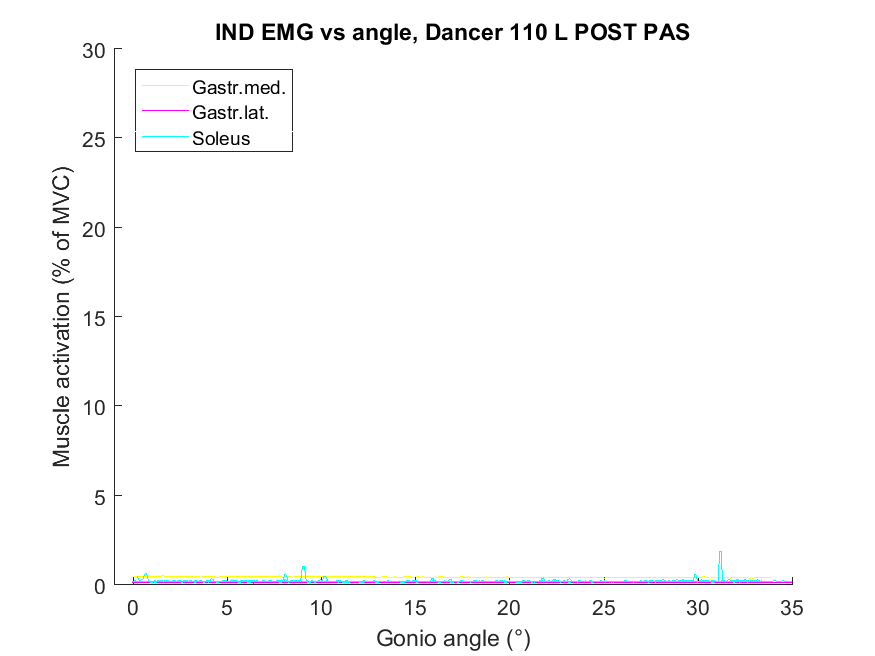 IND EMG vs angle, Dancer 110 L POST PAS
30
25
20
15
10
5
0
Muscle activation (% of MVC)
Gastr.med.
Gastr.lat.
Soleus
0 5 10 15 20 25 30 35
Gonio angle (°)